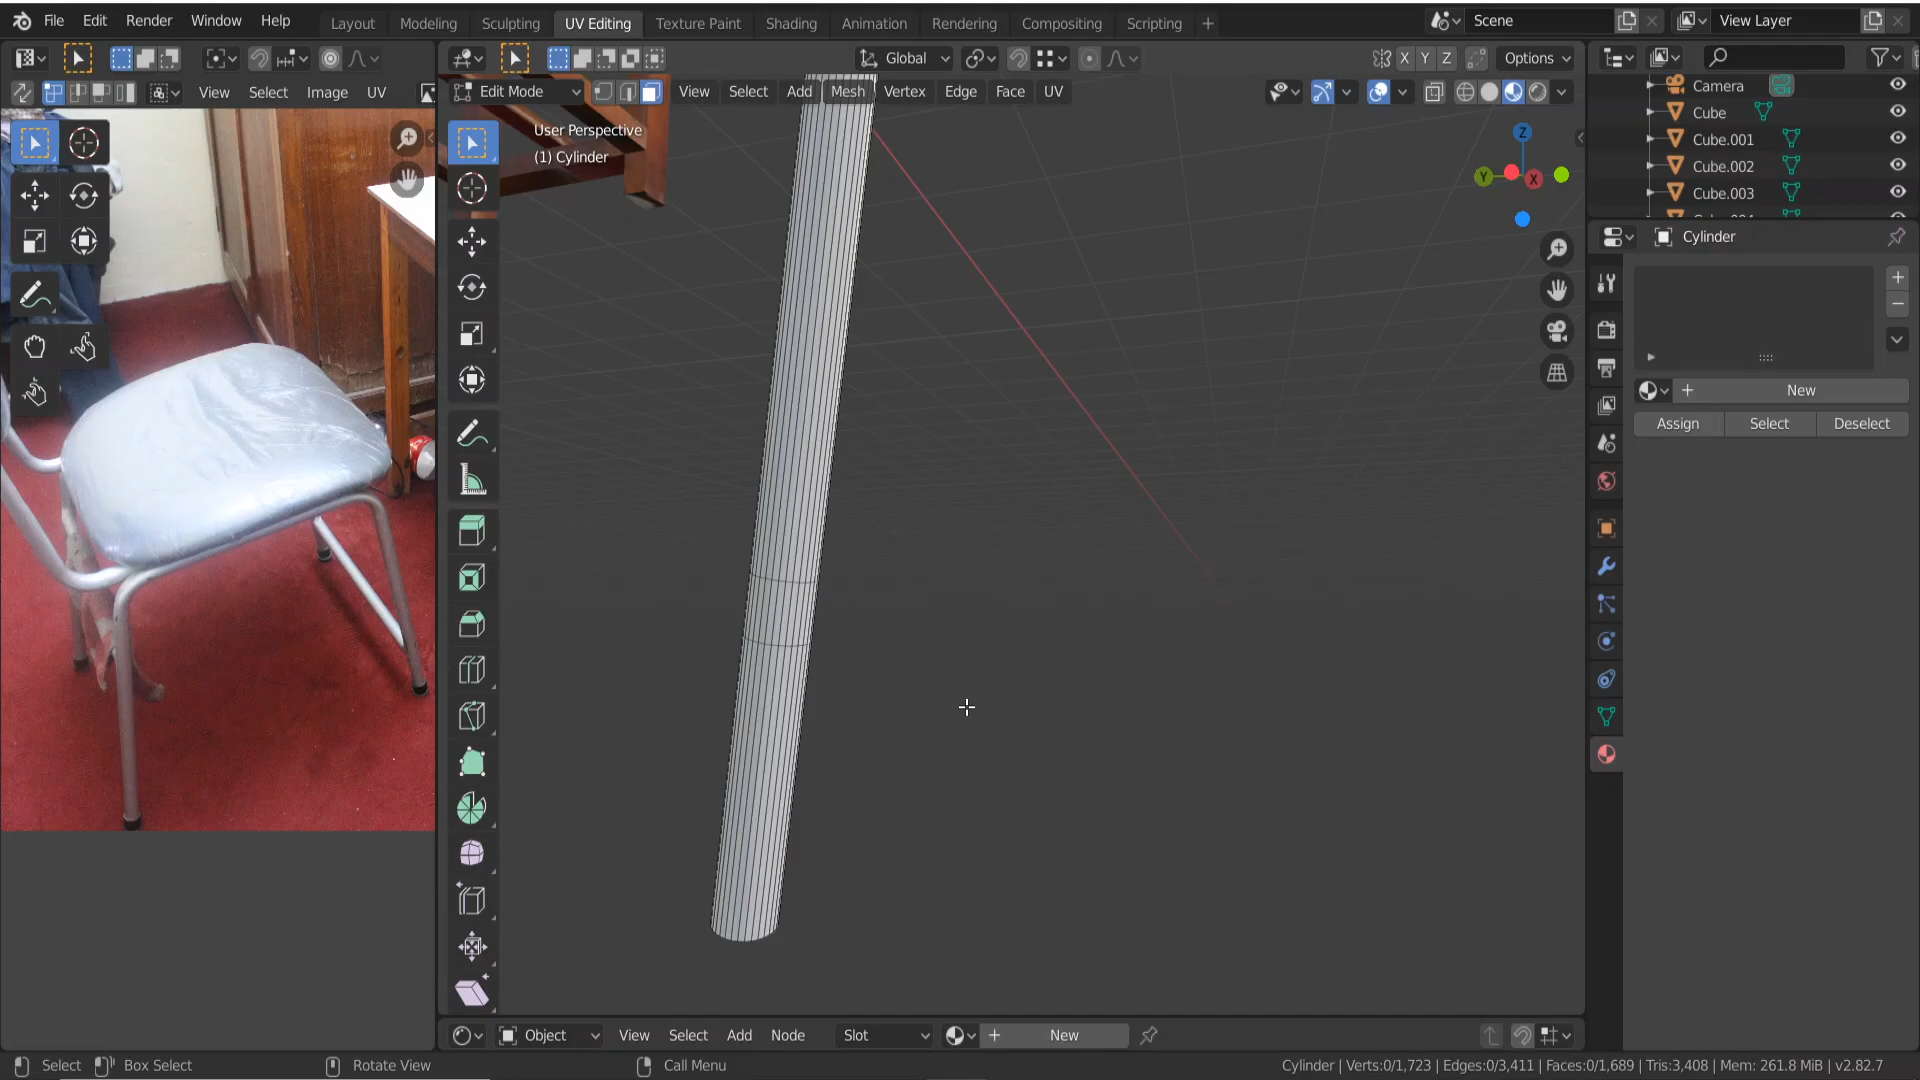 File Edit Render Window Help Layout Modeling Sculpting UV Editing Texture Paint Shading Animation Rendering Compositing Scripting + Scene View Layer
Global X Y Z Options
View Select Image UV Edit Mode View Select Add Mesh Vertex Edge Face UV
User Perspective
(1) Cylinder
Z
Y X
Camera
Cube
Cube.001
Cube.002
Cube.003
Cylinder
New
Assign Select Deselect
Object View Select Add Node Slot New
Select Box Select Rotate View Call Menu Cylinder | Verts:0/1,723 | Edges:0/3,411 | Faces:0/1,689 | Tris:3,408 | Mem: 261.8 MiB | v2.82.7